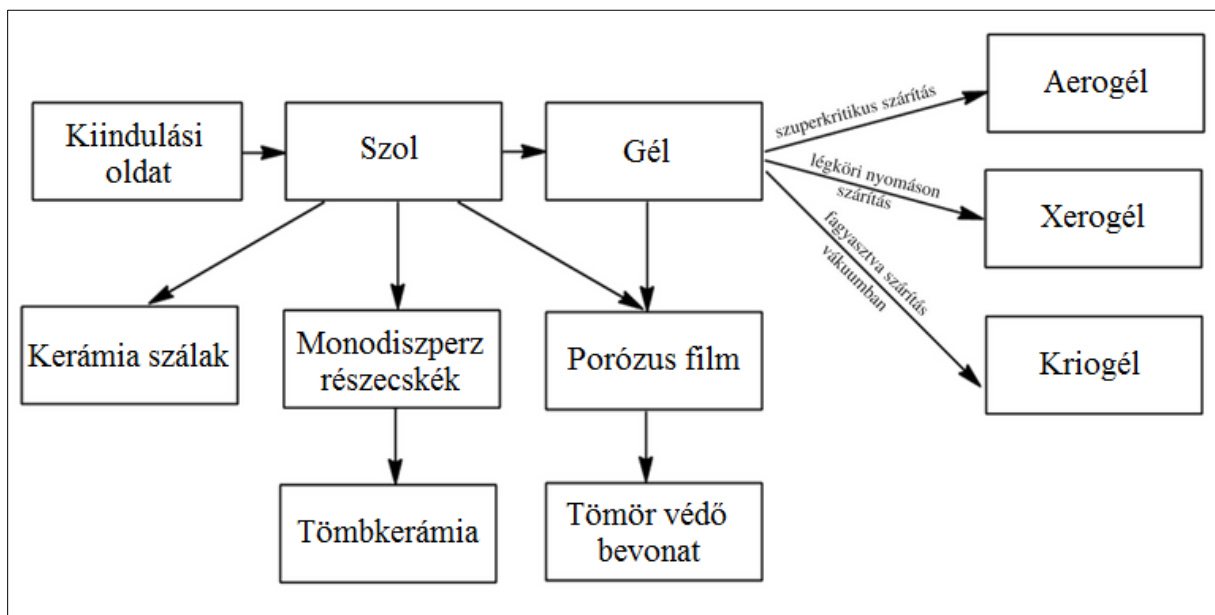 Kiindulási
oldat
Szol
Gél
szuperkritikus szárítás
légköri nyomáson
szárítás
fagyasztva szárítás
vákuumban
Aerogél
Xerogél
Kriogél
Kerámia szálak
Monodiszperz
részecskék
Porózus film
Tömbkerámia
Tömör védő
bevonat